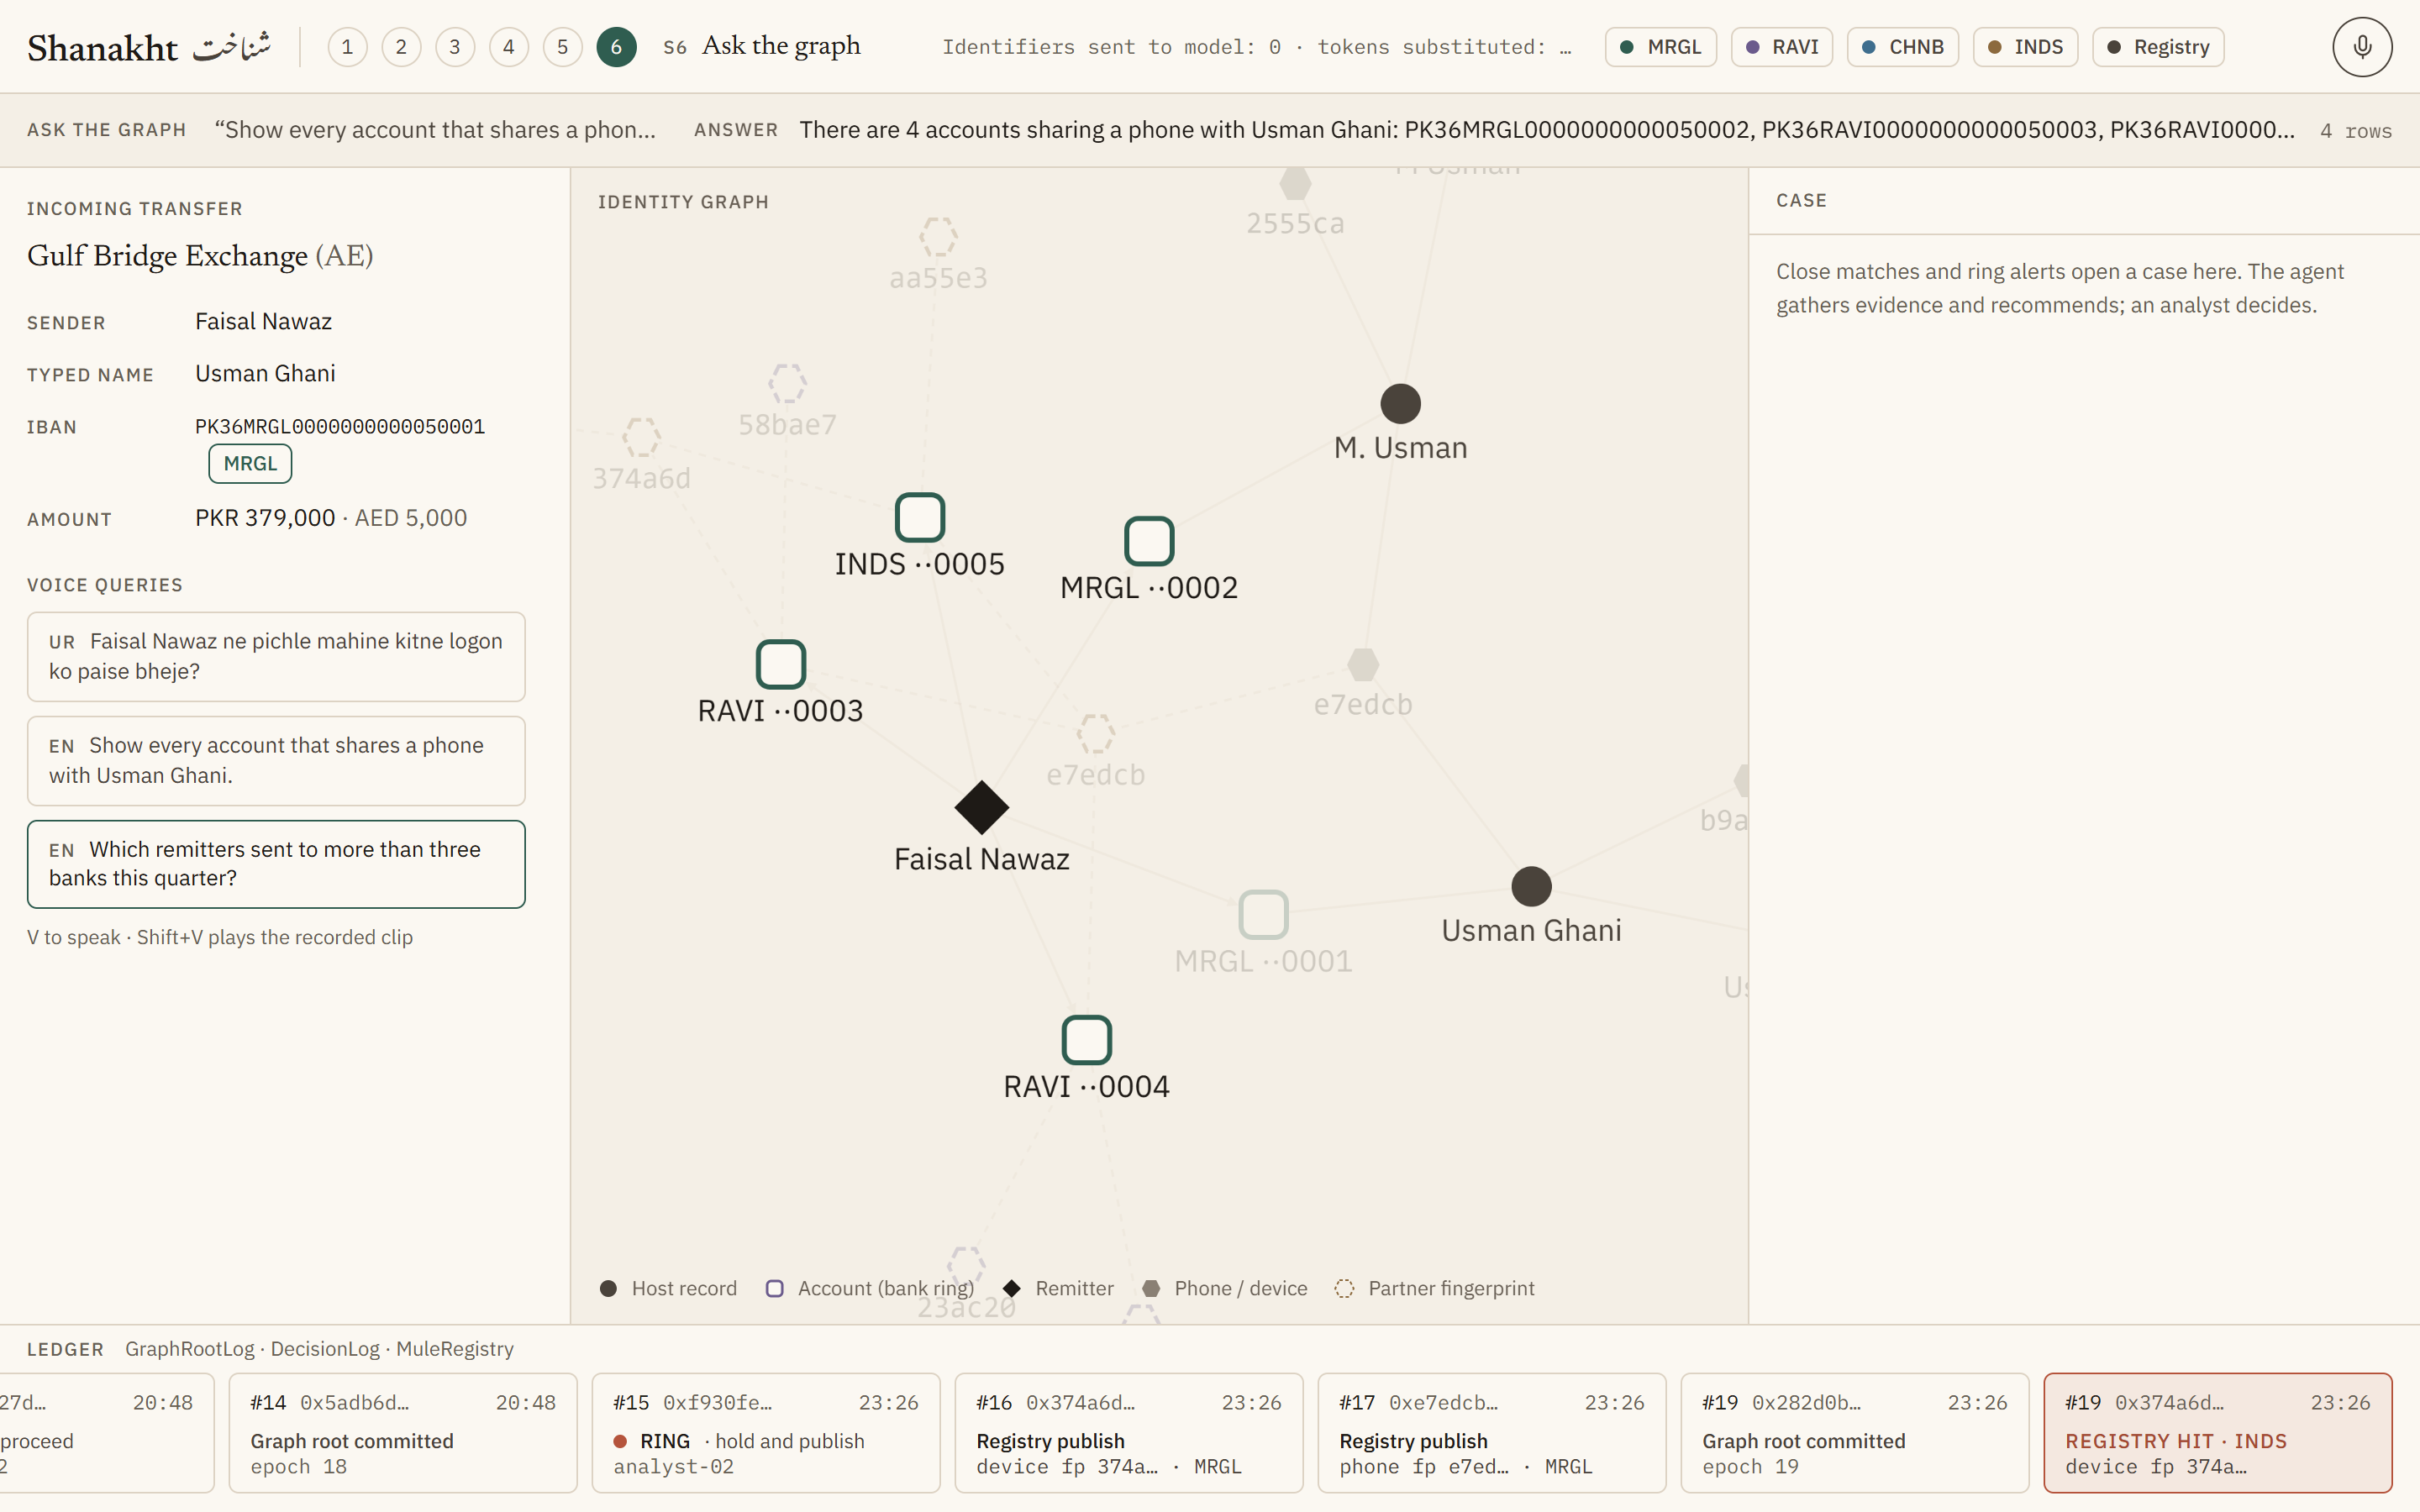 Shanakht شناخت
1 2 3 4 5 6
S6 Ask the graph
Identifiers sent to model: 0 · tokens substituted: …
MRGL RAVI CHNB INDS Registry
ASK THE GRAPH “Show every account that shares a phon… ANSWER There are 4 accounts sharing a phone with Usman Ghani: PK36MRGL0000000000050002, PK36RAVI0000000000050003, PK36RAVI0000… 4 rows
INCOMING TRANSFER
Gulf Bridge Exchange (AE)
SENDER Faisal Nawaz
TYPED NAME Usman Ghani
IBAN PK36MRGL0000000000050001
MRGL
AMOUNT PKR 379,000 · AED 5,000
VOICE QUERIES
UR Faisal Nawaz ne pichle mahine kitne logon
ko paise bheje?
EN Show every account that shares a phone
with Usman Ghani.
EN Which remitters sent to more than three
banks this quarter?
V to speak · Shift+V plays the recorded clip
IDENTITY GRAPH
M Usman
2555ca
aa55e3
58bae7
374a6d
M. Usman
INDS ··0005
MRGL ··0002
RAVI ··0003
e7edcb
e7edcb
b9a
Faisal Nawaz
Usman Ghani
MRGL ··0001
Us
RAVI ··0004
Host record Account (bank ring) Remitter Phone / device Partner fingerprint
23ac20
CASE
Close matches and ring alerts open a case here. The agent
gathers evidence and recommends; an analyst decides.
LEDGER GraphRootLog · DecisionLog · MuleRegistry
27d… 20:48
proceed
2
#14 0x5adb6d… 20:48
Graph root committed
epoch 18
#15 0xf930fe… 23:26
RING · hold and publish
analyst-02
#16 0x374a6d… 23:26
Registry publish
device fp 374a… · MRGL
#17 0xe7edcb… 23:26
Registry publish
phone fp e7ed… · MRGL
#19 0x282d0b… 23:26
Graph root committed
epoch 19
#19 0x374a6d… 23:26
REGISTRY HIT · INDS
device fp 374a…